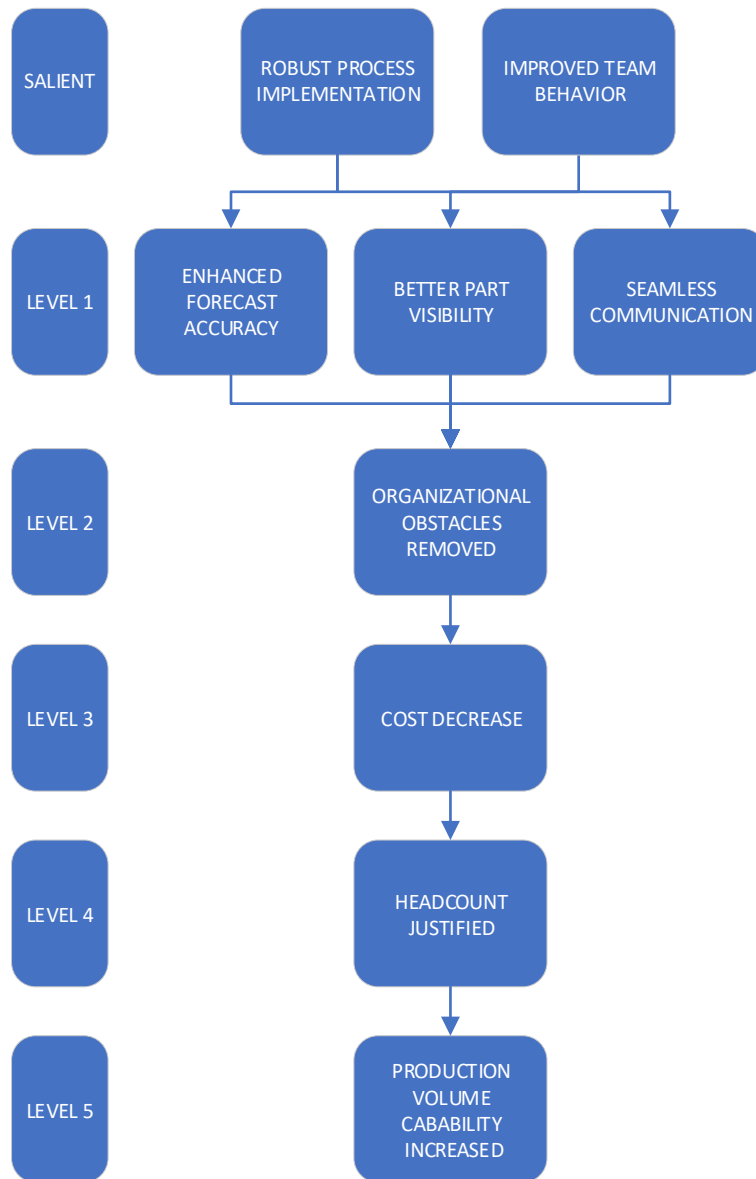 SALIENT
ROBUST PROCESS
IMPLEMENTATION
IMPROVED TEAM
BEHAVIOR
LEVEL 1
ENHANCED
FORECAST
ACCURACY
BETTER PART
VISIBILITY
SEAMLESS
COMMUNICATION
LEVEL 2
ORGANIZATIONAL
OBSTACLES
REMOVED
LEVEL 3
COST DECREASE
LEVEL 4
HEADCOUNT
JUSTIFIED
LEVEL 5
PRODUCTION
VOLUME
CABABILITY
INCREASED